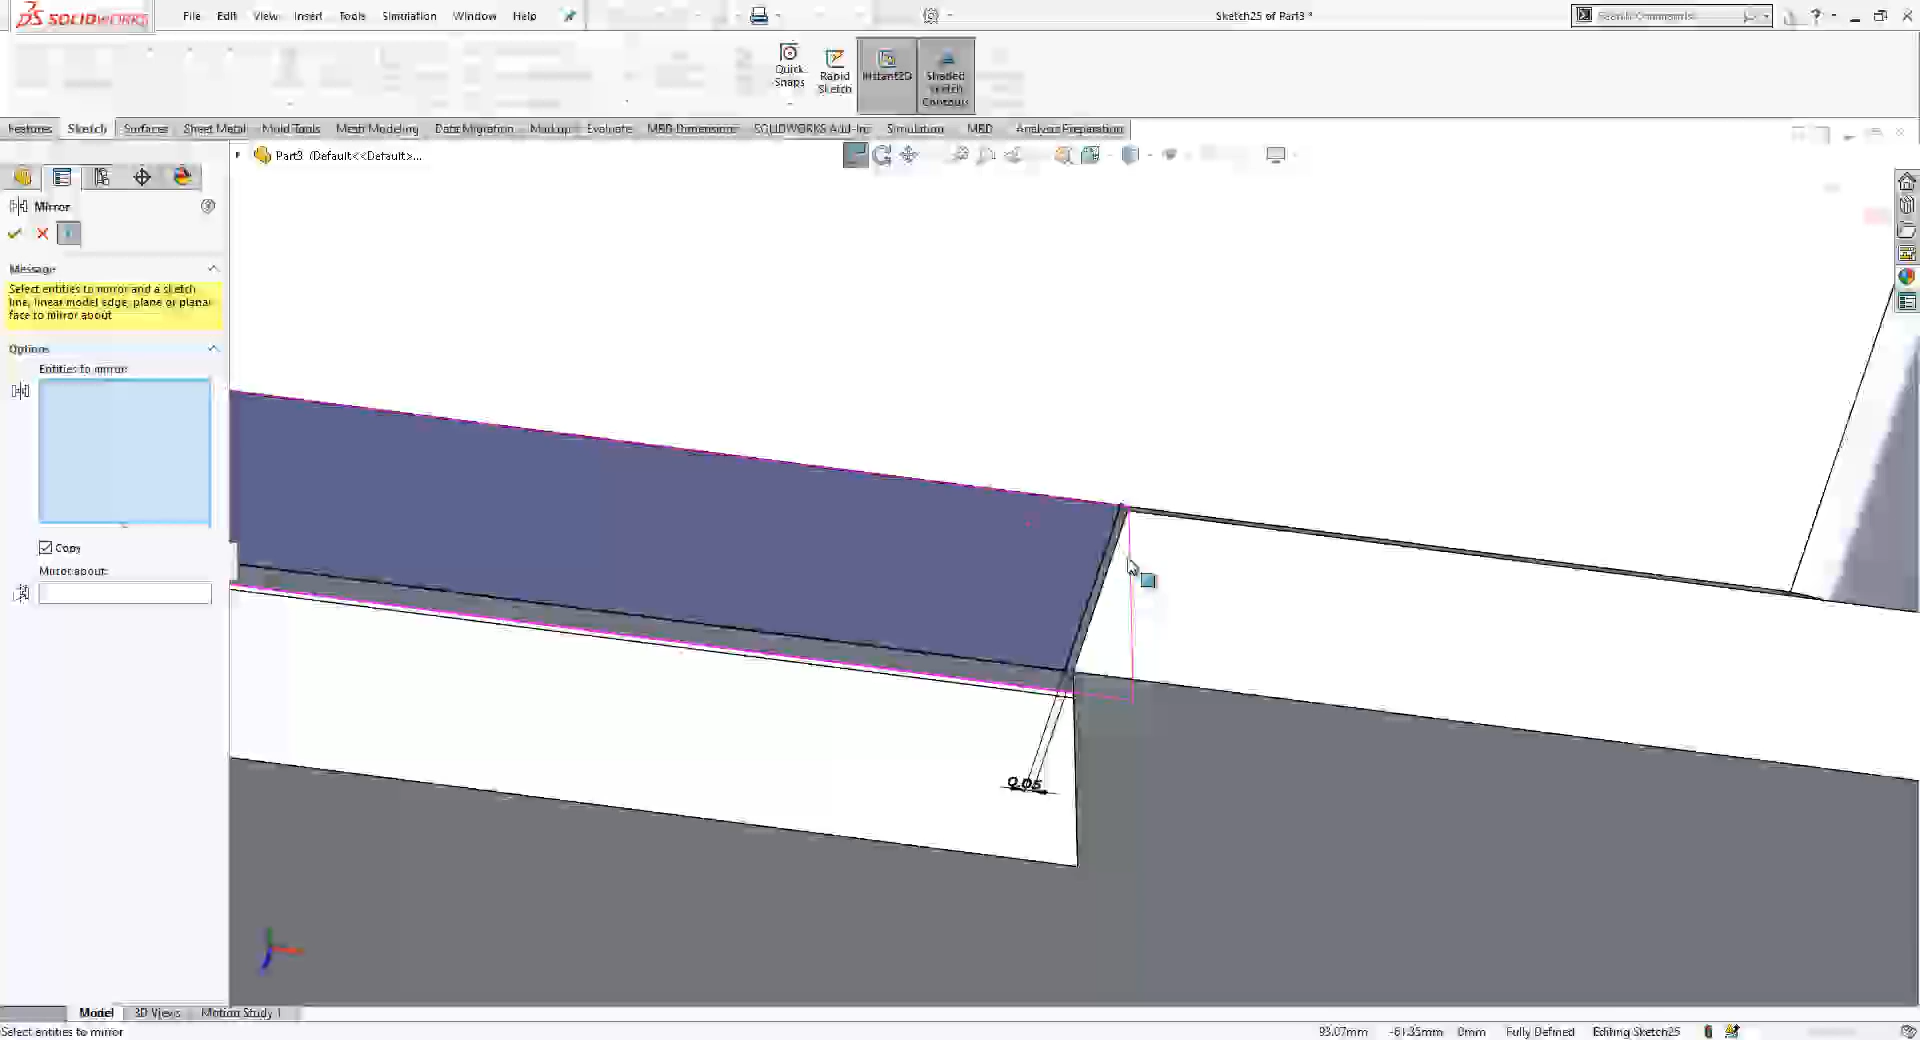 SOLIDWORKS
File Edit View Insert Tools Simulation Window Help
Sketch25 of Part3 *
Search Commands
Quick Snaps
Rapid Sketch
Instant2D
Shaded Sketch Contours
Features Sketch Surfaces Sheet Metal Mold Tools Mesh Modeling Data Migration Markup Evaluate MBD Dimensions SOLIDWORKS Add-Ins Simulation MBD Analysis Preparation
Part3 (Default<<Default>...
Mirror
Message
Select entities to mirror and a sketch
line, linear model edge, plane or planar
face to mirror about
Options
Entities to mirror:
Copy
Mirror about:
0.05
Model 3D Views Motion Study 1
Select entities to mirror
93.07mm -61.35mm 0mm Fully Defined Editing Sketch25